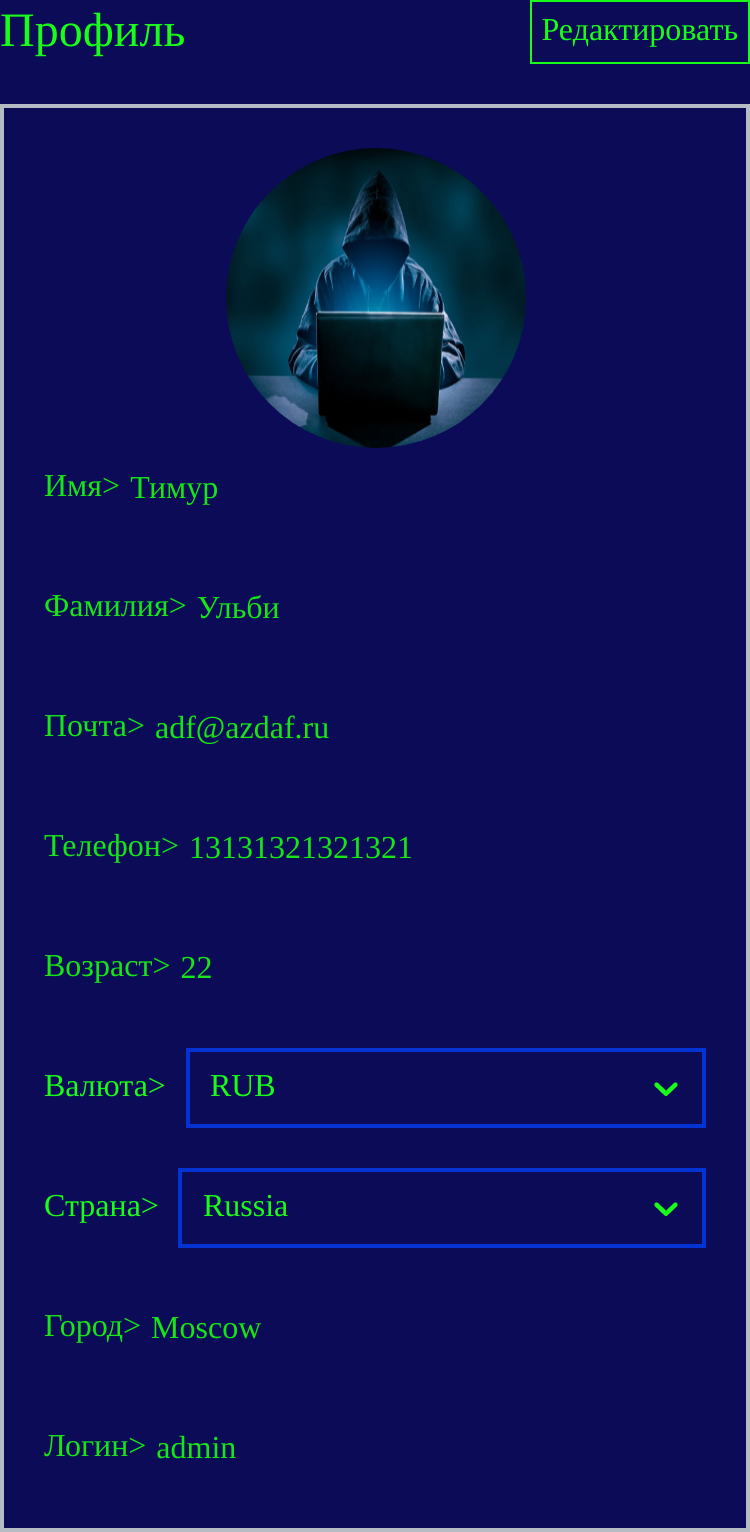 Профиль
Редактировать
Имя> Тимур
Фамилия> Ульби
Почта> adf@azdaf.ru
Телефон> 13131321321321
Возраст> 22
Валюта> RUB
Страна> Russia
Город> Moscow
Логин> admin